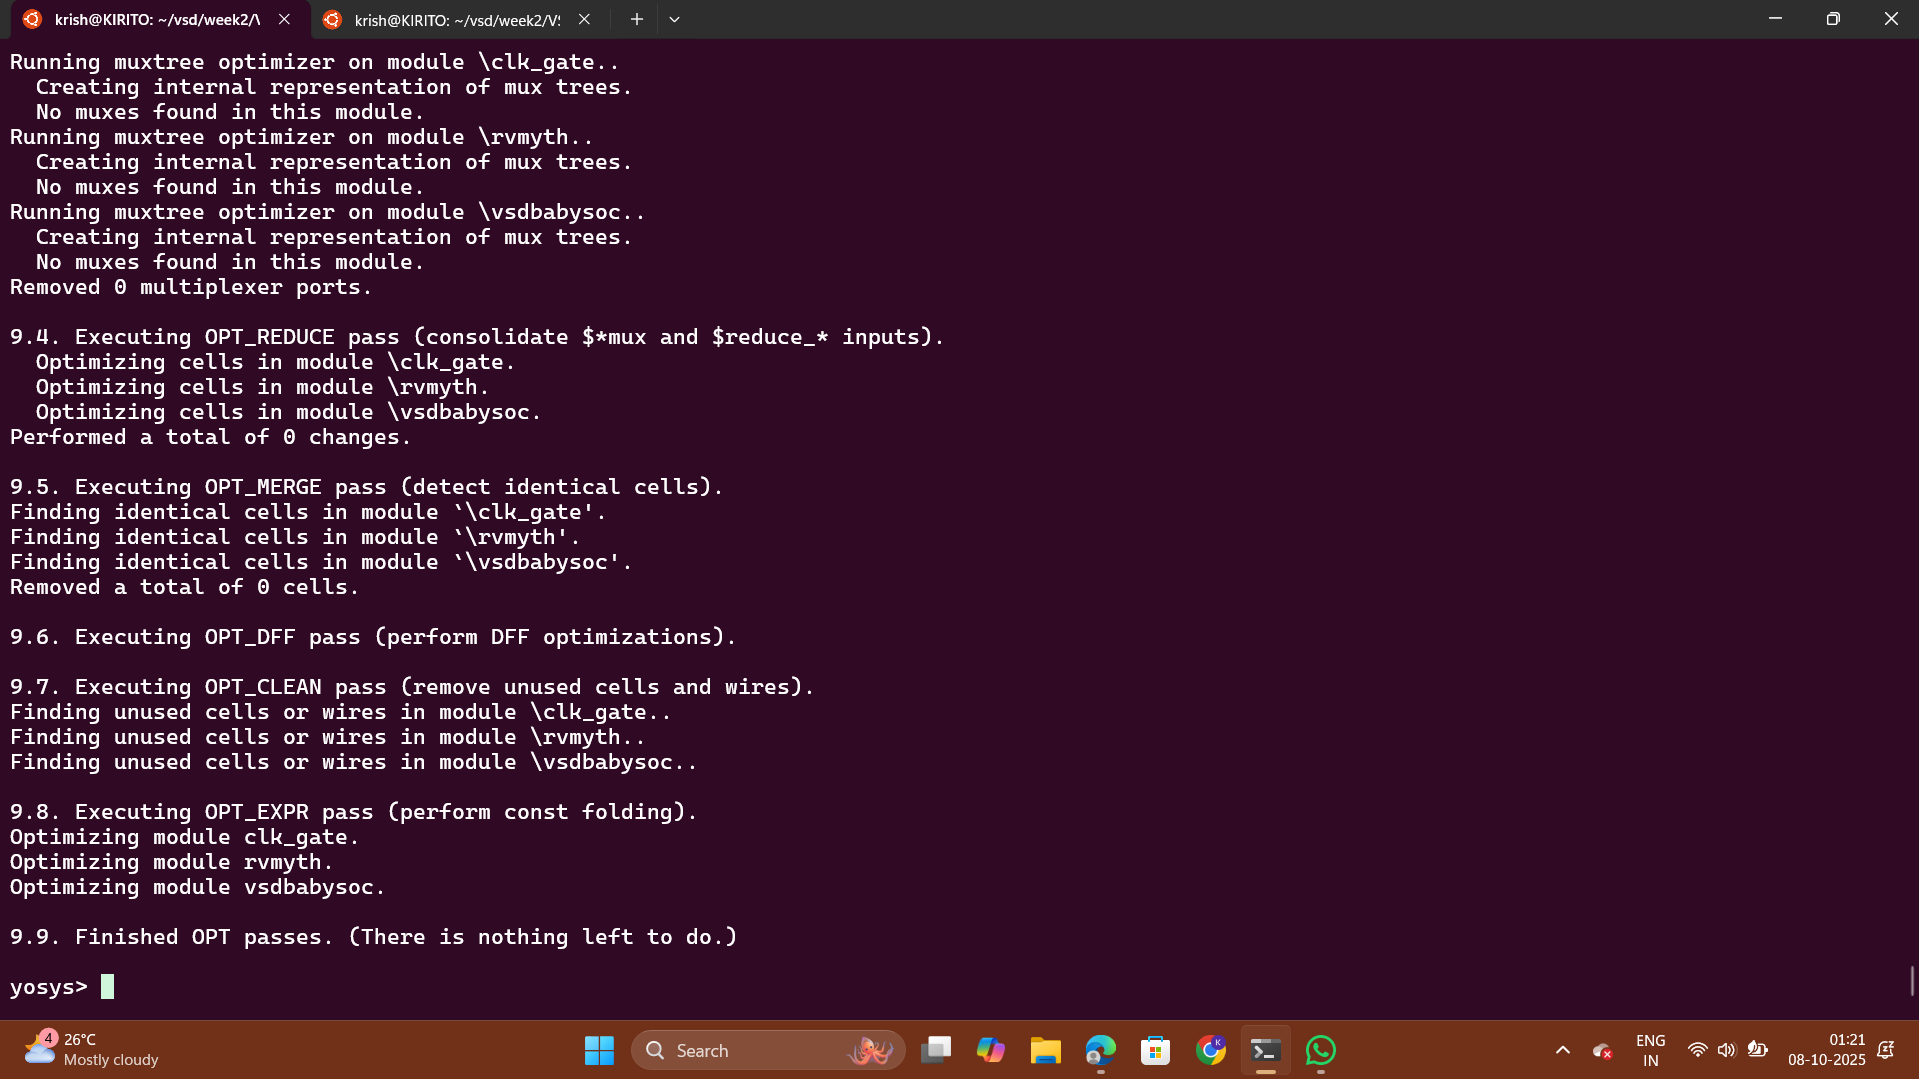 krish@KIRITO: ~/vsd/week2/V
krish@KIRITO: ~/vsd/week2/VS
Running muxtree optimizer on module \clk_gate..
  Creating internal representation of mux trees.
  No muxes found in this module.
Running muxtree optimizer on module \rvmyth..
  Creating internal representation of mux trees.
  No muxes found in this module.
Running muxtree optimizer on module \vsdbabysoc..
  Creating internal representation of mux trees.
  No muxes found in this module.
Removed 0 multiplexer ports.
9.4. Executing OPT_REDUCE pass (consolidate $*mux and $reduce_* inputs).
  Optimizing cells in module \clk_gate.
  Optimizing cells in module \rvmyth.
  Optimizing cells in module \vsdbabysoc.
Performed a total of 0 changes.
9.5. Executing OPT_MERGE pass (detect identical cells).
Finding identical cells in module `\clk_gate'.
Finding identical cells in module `\rvmyth'.
Finding identical cells in module `\vsdbabysoc'.
Removed a total of 0 cells.
9.6. Executing OPT_DFF pass (perform DFF optimizations).
9.7. Executing OPT_CLEAN pass (remove unused cells and wires).
Finding unused cells or wires in module \clk_gate..
Finding unused cells or wires in module \rvmyth..
Finding unused cells or wires in module \vsdbabysoc..
9.8. Executing OPT_EXPR pass (perform const folding).
Optimizing module clk_gate.
Optimizing module rvmyth.
Optimizing module vsdbabysoc.
9.9. Finished OPT passes. (There is nothing left to do.)
yosys>
4
26°C
Mostly cloudy
Search
K
ENG
IN
01:21
08-10-2025